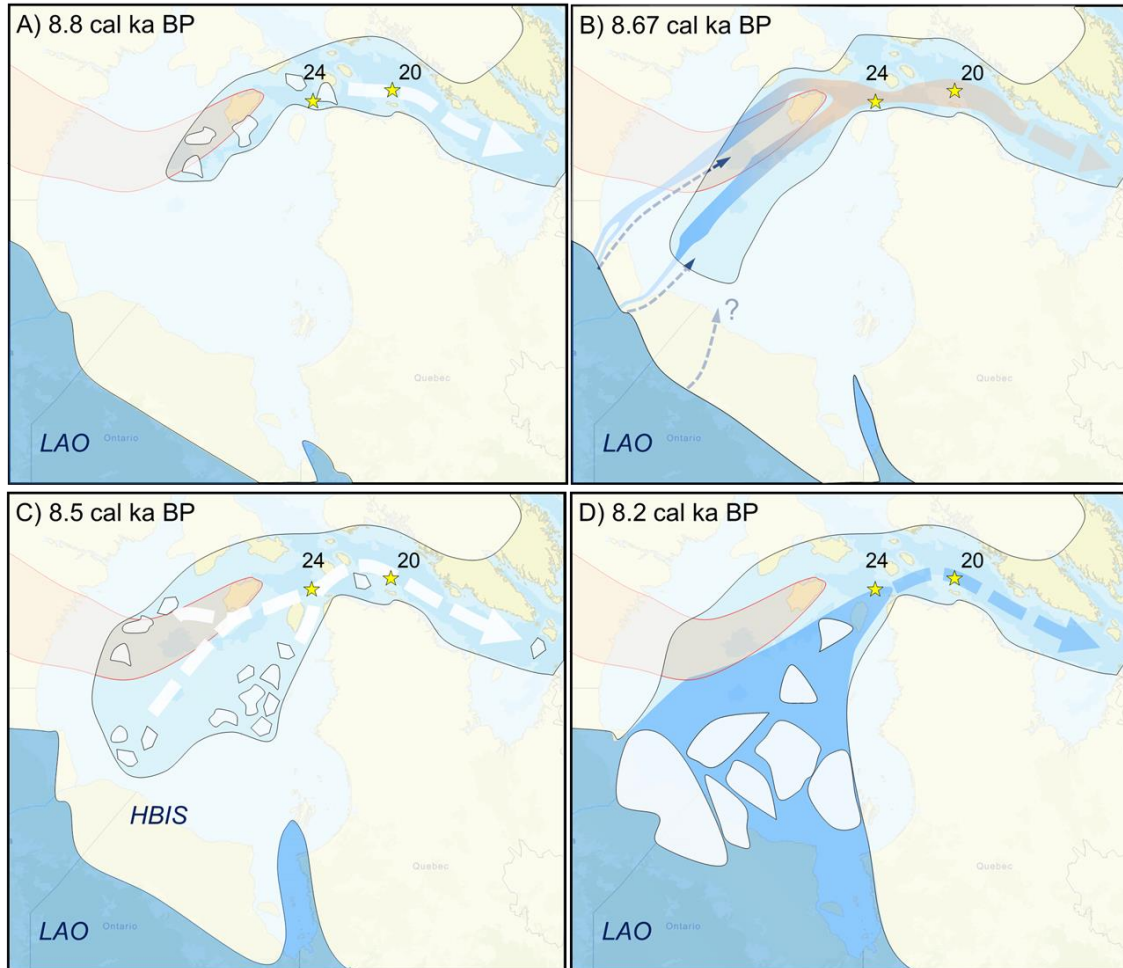 A) 8.8 cal ka BP
24
20
Quebec
LAO
Ontario
B) 8.67 cal ka BP
24
20
?
Quebec
LAO
Ontario
C) 8.5 cal ka BP
24
20
HBIS
Quebec
LAO
Ontario
D) 8.2 cal ka BP
24
20
Quebec
LAO
Ontario